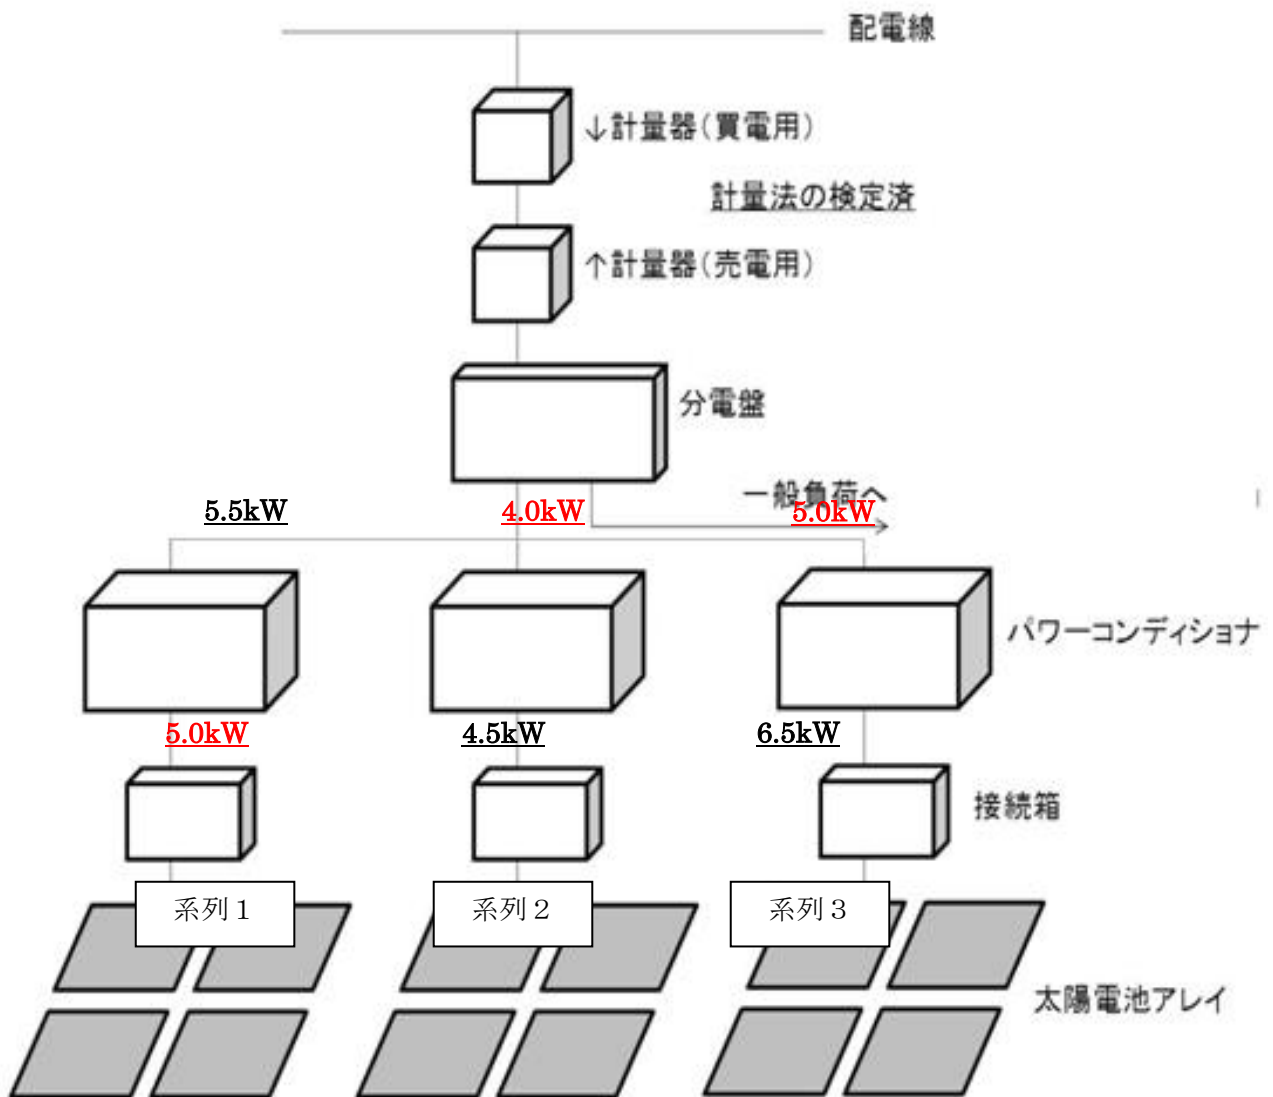 配電線
↓計量器(買電用)
計量法の検定済
↑計量器(売電用)
分電盤
一般負荷へ
5.5kW
4.0kW
5.0kW
パワーコンディショナ
5.0kW
4.5kW
6.5kW
接続箱
系列1
系列2
系列3
太陽電池アレイ